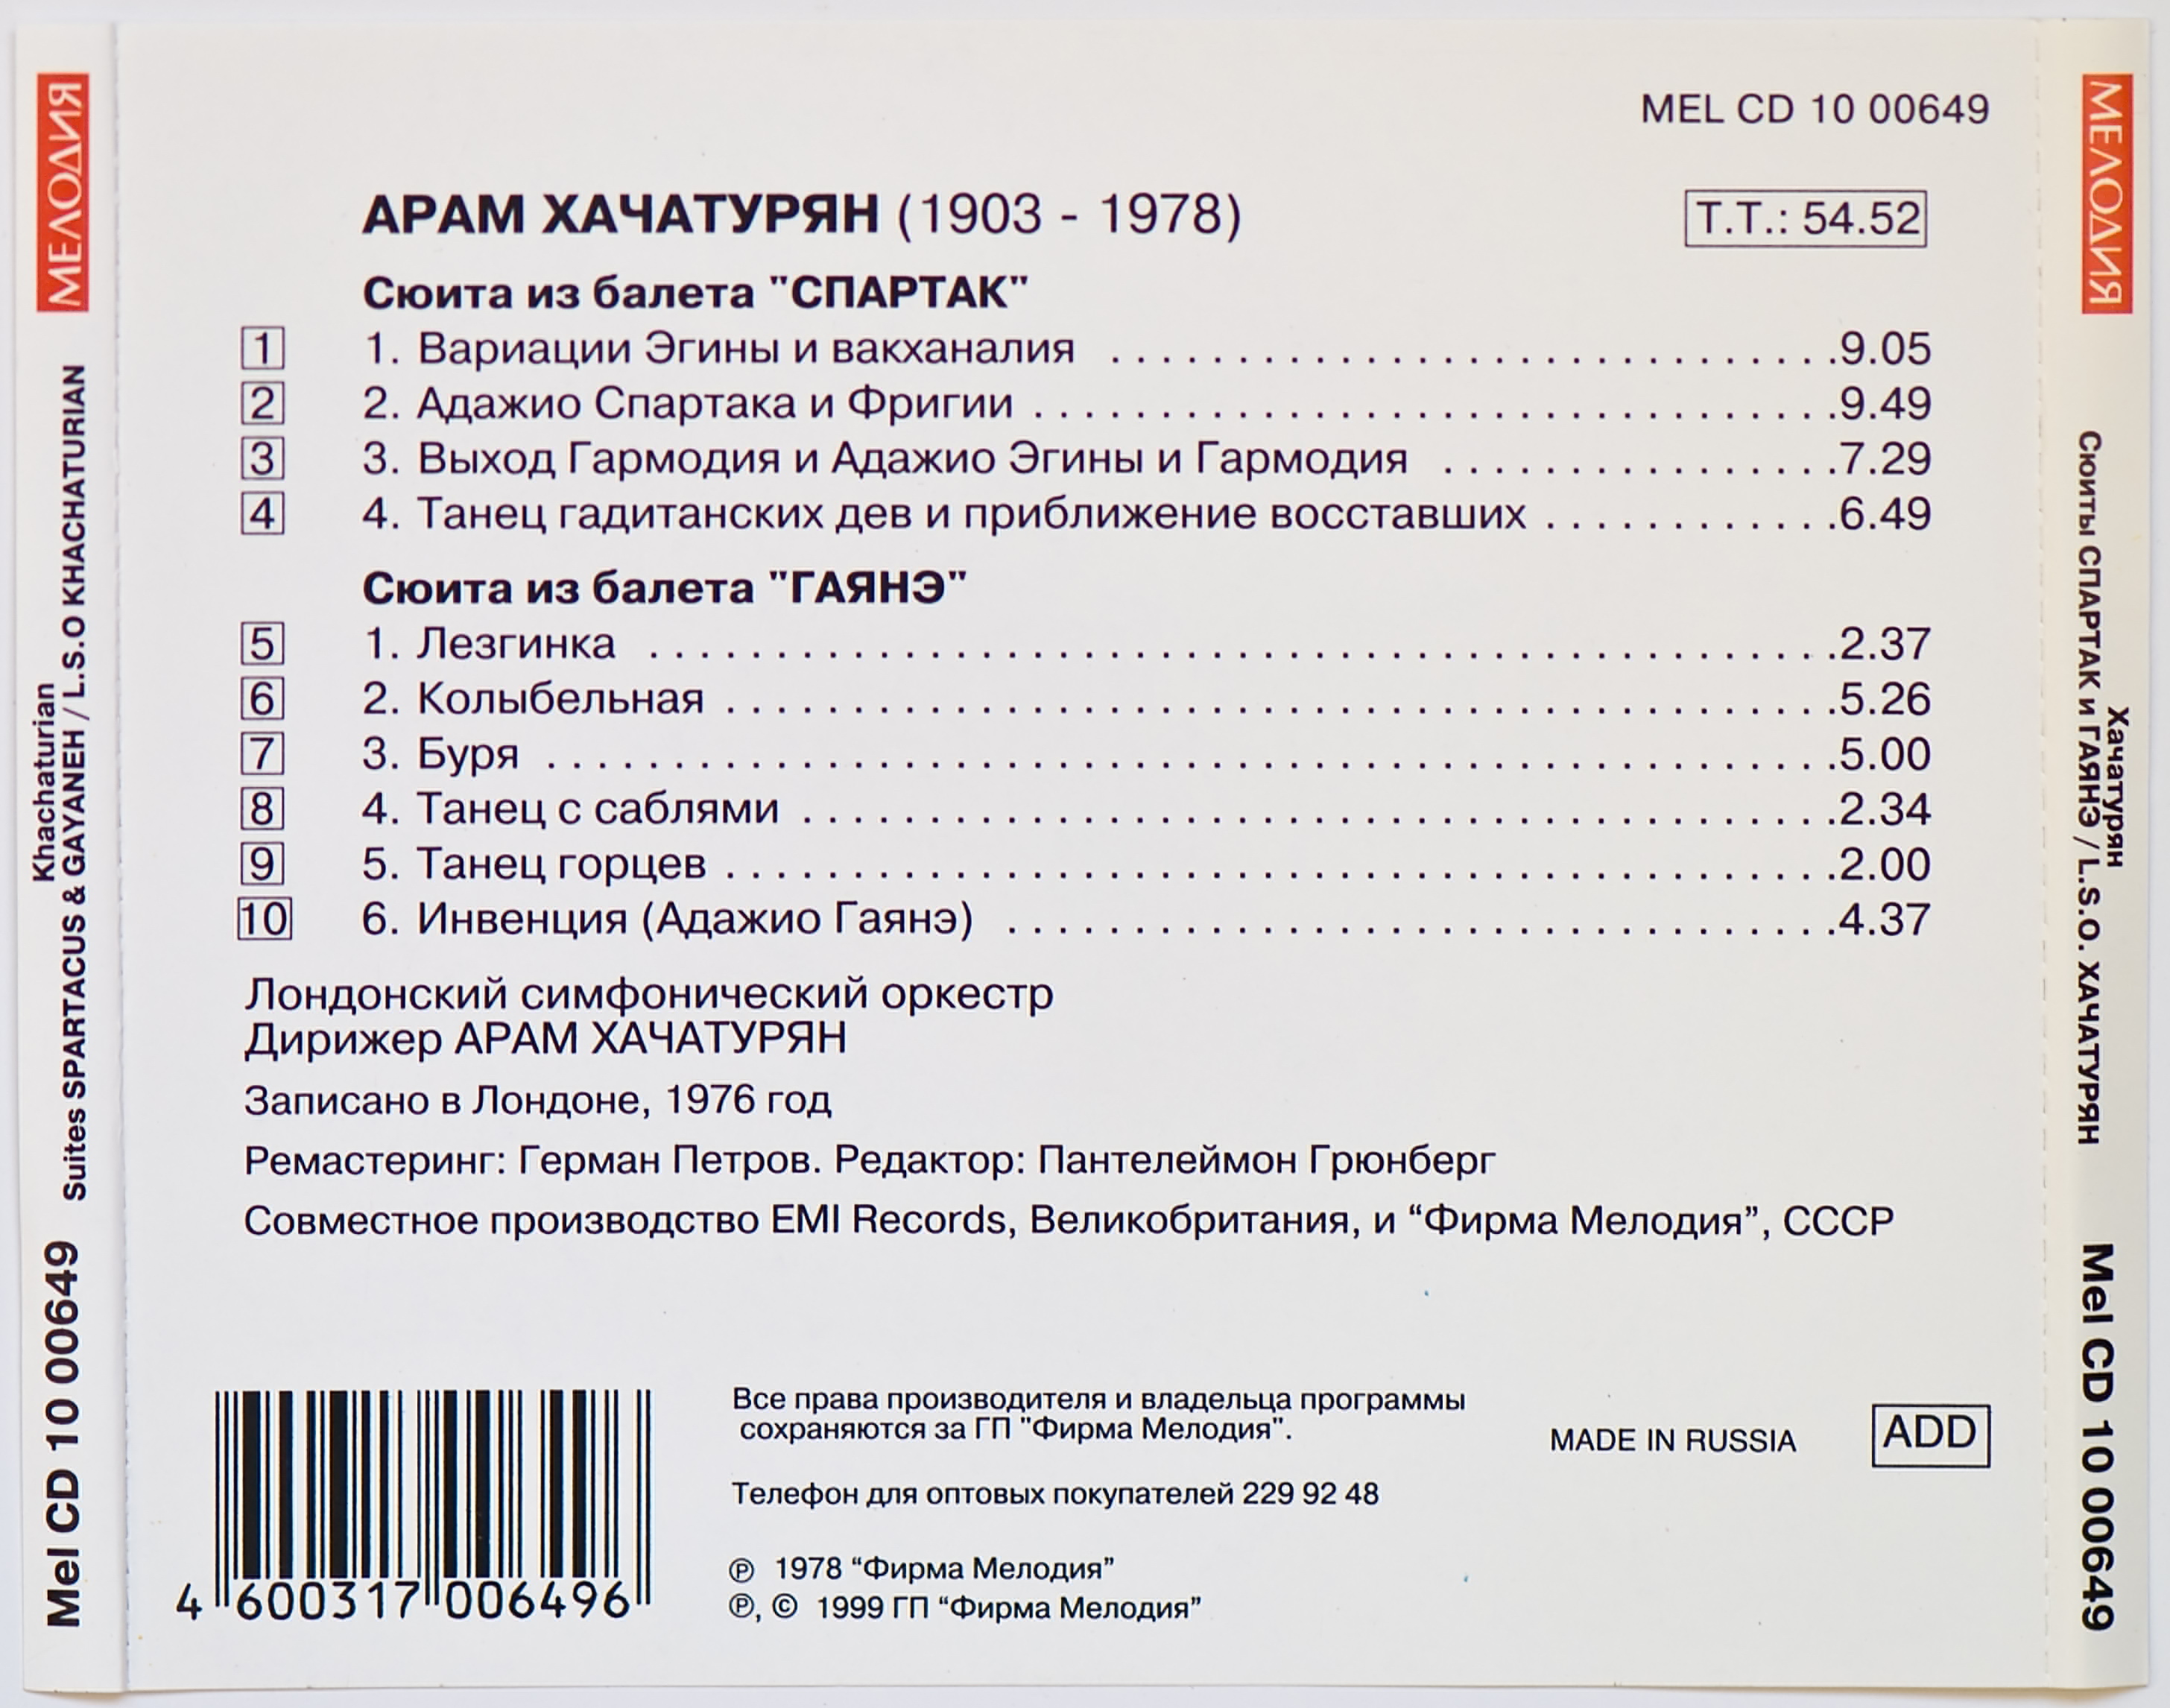 МЕЛОДИЯ
Khachaturian
Suites SPARTACUS & GAYANEH / L.S.O KHACHATURIAN
Mel CD 10 00649
MEL CD 10 00649
АРАМ ХАЧАТУРЯН (1903 - 1978)
T.T.: 54.52
Сюита из балета "СПАРТАК"
1 1. Вариации Эгины и вакханалия ............................9.05
2 2. Адажио Спартака и Фригии ................................9.49
3 3. Выход Гармодия и Адажио Эгины и Гармодия ................7.29
4 4. Танец гадитанских дев и приближение восставших ............6.49
Сюита из балета "ГАЯНЭ"
5 1. Лезгинка ..............................................2.37
6 2. Колыбельная ...........................................5.26
7 3. Буря ..................................................5.00
8 4. Танец с саблями ........................................2.34
9 5. Танец горцев ...........................................2.00
10 6. Инвенция (Адажио Гаянэ) ................................4.37
Лондонский симфонический оркестр
Дирижер АРАМ ХАЧАТУРЯН
Записано в Лондоне, 1976 год
Ремастеринг: Герман Петров. Редактор: Пантелеймон Грюнберг
Совместное производство EMI Records, Великобритания, и “Фирма Мелодия”, СССР
4 600317 006496
Все права производителя и владельца программы
сохраняются за ГП "Фирма Мелодия".
Телефон для оптовых покупателей 229 92 48
℗ 1978 “Фирма Мелодия”
℗, © 1999 ГП “Фирма Мелодия”
MADE IN RUSSIA
ADD
МЕЛОДИЯ
Хачатурян
Сюиты СПАРТАК и ГАЯНЭ / L.S.O. ХАЧАТУРЯН
Mel CD 10 00649